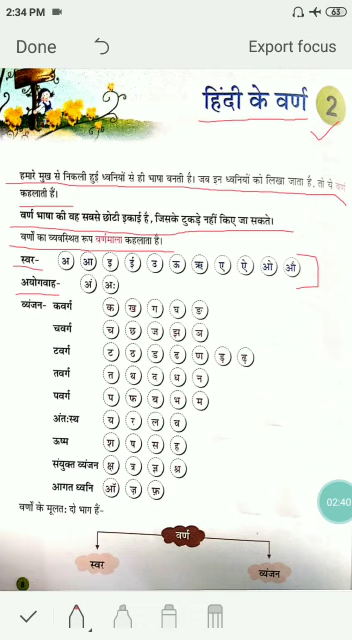 2:34 PM 63
Done Export focus
हिंदी के वर्ण 2
हमारे मुख से निकली हुई ध्वनियों से ही भाषा बनती है। जब इन ध्वनियों को लिखा जाता है, तो ये वर्ण
कहलाती हैं।
वर्ण भाषा की वह सबसे छोटी इकाई है, जिसके टुकड़े नहीं किए जा सकते।
वर्णों का व्यवस्थित रूप वर्णमाला कहलाता है।
स्वर- अ आ इ ई उ ऊ ऋ ए ऐ ओ औ
अयोगवाह- अं अः
व्यंजन- कवर्ग क ख ग घ ङ
चवर्ग च छ ज झ ञ
टवर्ग ट ठ ड ढ ण ड़ ढ़
तवर्ग त थ द ध न
पवर्ग प फ ब भ म
अंतःस्थ य र ल व
ऊष्म श ष स ह
संयुक्त व्यंजन क्ष त्र ज्ञ श्र
आगत ध्वनि ऑ ज़ फ़
02:40
वर्णों के मूलतः दो भाग हैं-
वर्ण
स्वर
व्यंजन
8